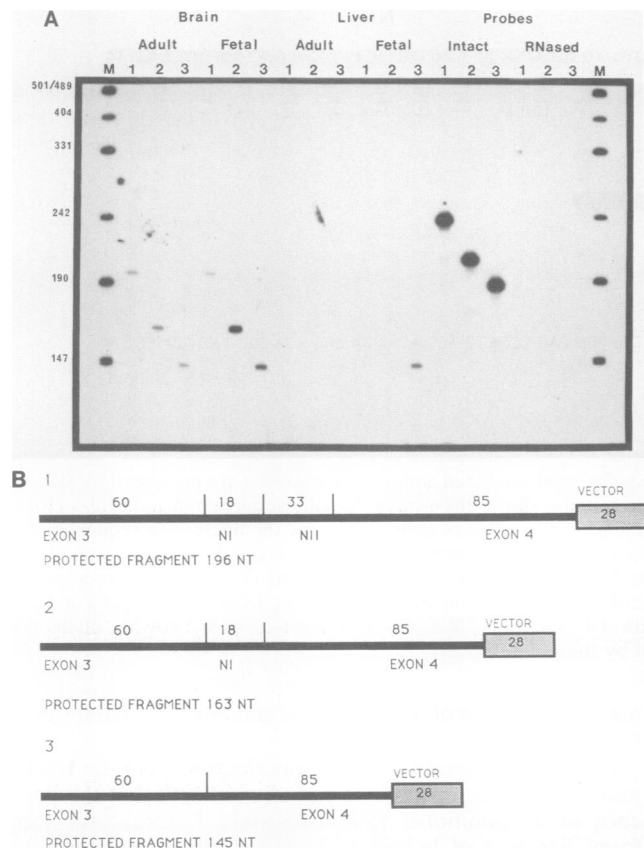 A
Brain Liver Probes
Adult Fetal Adult Fetal Intact RNased
M 1 2 3 1 2 3 1 2 3 1 2 3 1 2 3 1 2 3 M
501/489
404
331
242
190
147
B
1
60 18 33 85 VECTOR 28
EXON 3 NI NII EXON 4
PROTECTED FRAGMENT 196 NT
2
60 18 85 VECTOR 28
EXON 3 NI EXON 4
PROTECTED FRAGMENT 163 NT
3
60 85 VECTOR 28
EXON 3 EXON 4
PROTECTED FRAGMENT 145 NT